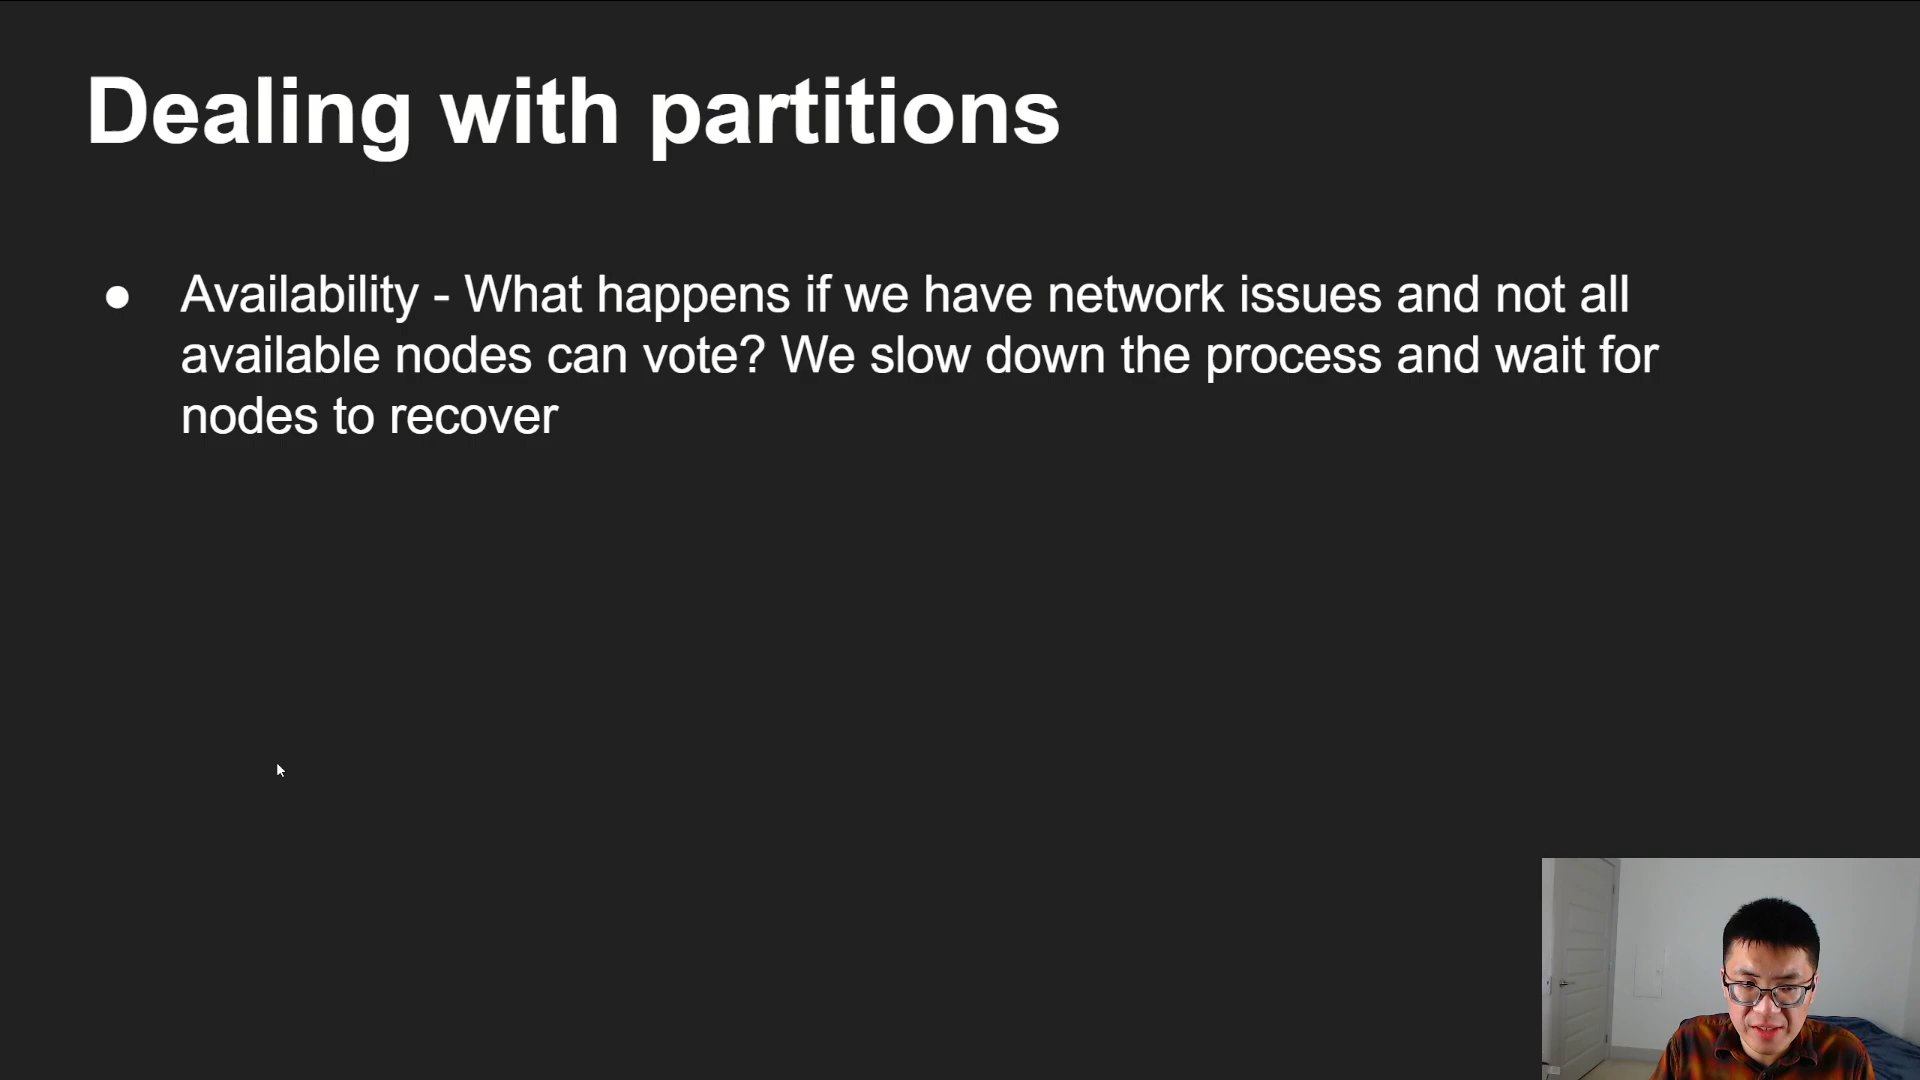 Dealing with partitions
● Availability - What happens if we have network issues and not all
available nodes can vote? We slow down the process and wait for
nodes to recover